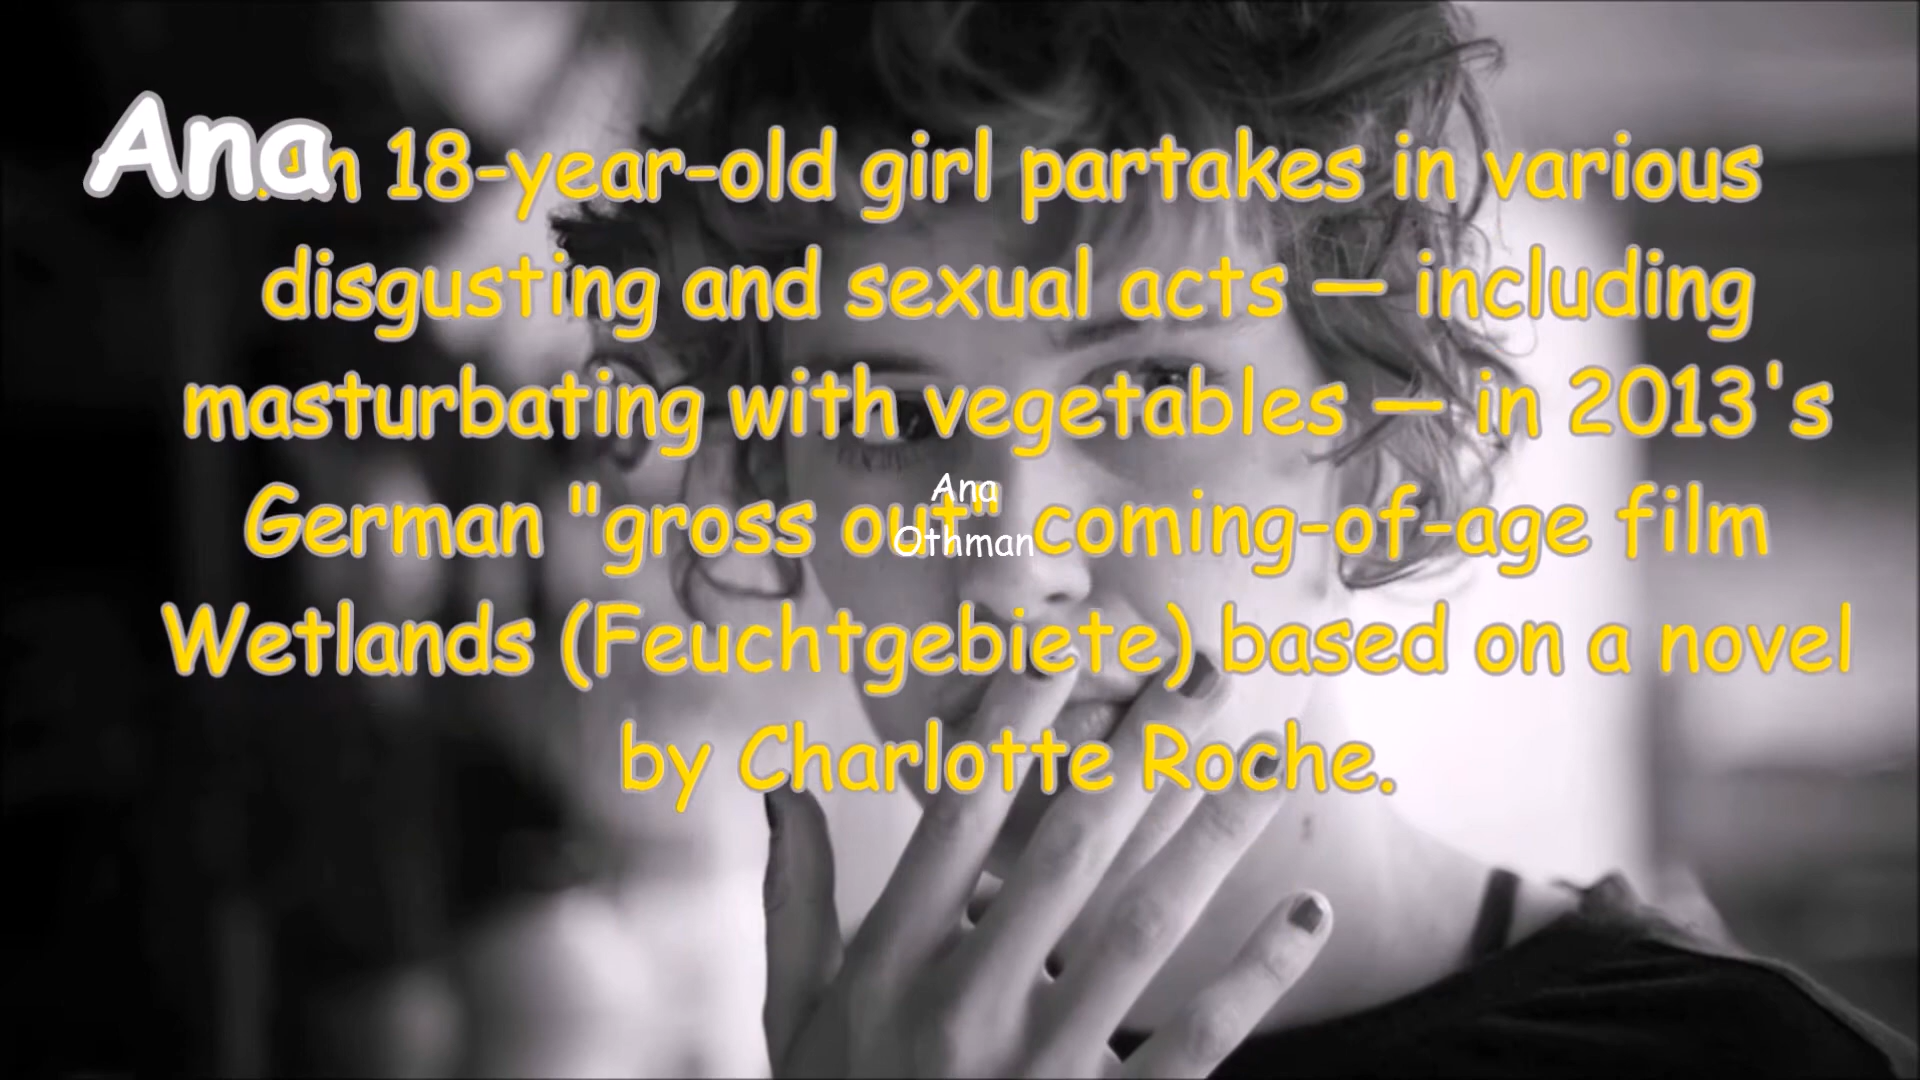 Ana
An 18-year-old girl partakes in various
disgusting and sexual acts — including
masturbating with vegetables — in 2013's
German "gross out" coming-of-age film
Ana
Othman
Wetlands (Feuchtgebiete) based on a novel
by Charlotte Roche.